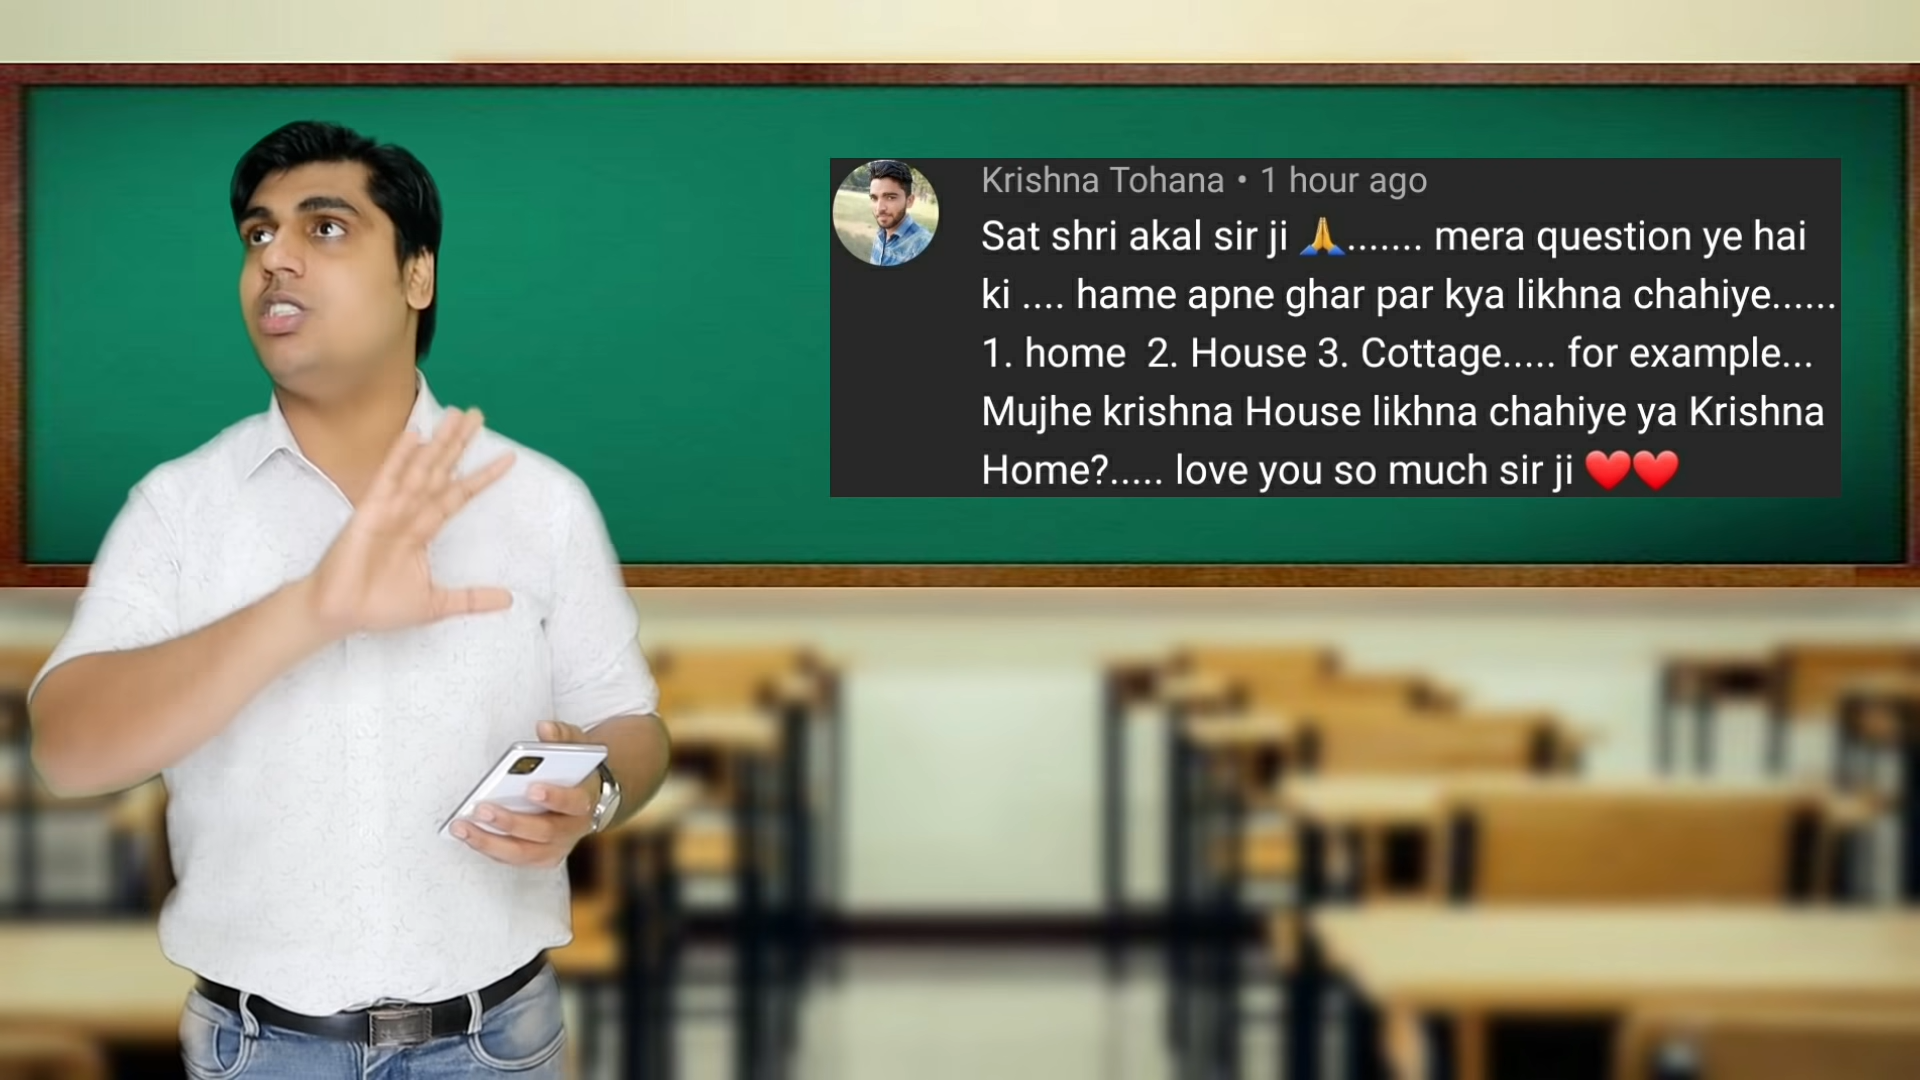 Krishna Tohana • 1 hour ago
Sat shri akal sir ji 🙏....... mera question ye hai
ki .... hame apne ghar par kya likhna chahiye......
1. home  2. House 3. Cottage..... for example...
Mujhe krishna House likhna chahiye ya Krishna
Home?..... love you so much sir ji ❤️❤️